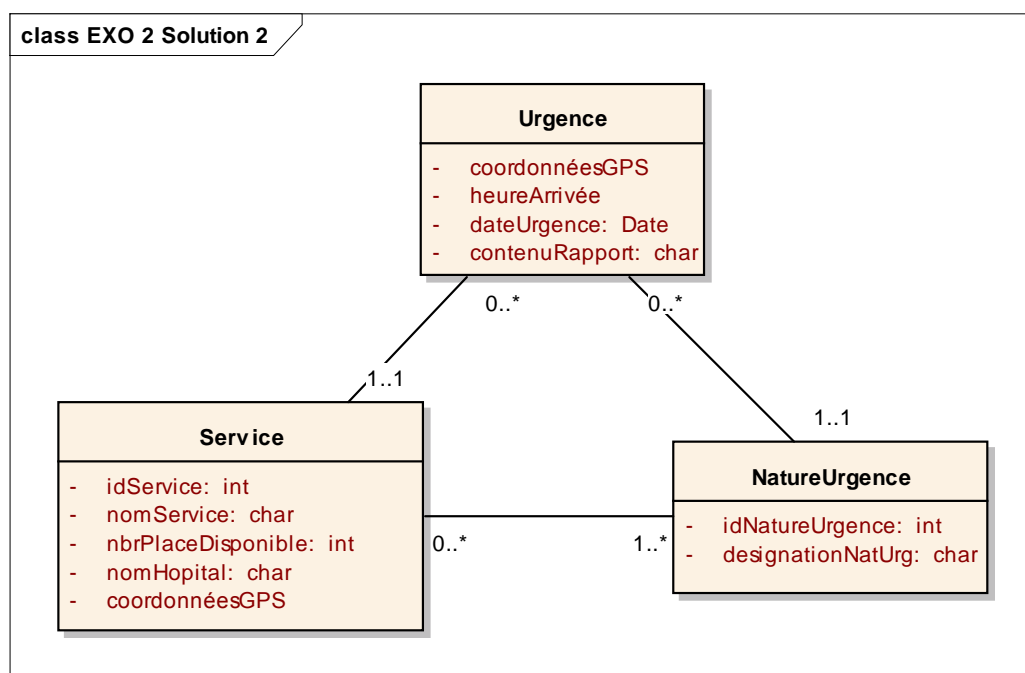 class EXO 2 Solution 2
Urgence
- coordonnéesGPS
- heureArrivée
- dateUrgence: Date
- contenuRapport: char
0..*
0..*
1..1
1..1
Service
- idService: int
- nomService: char
- nbrPlaceDisponible: int
- nomHopital: char
- coordonnéesGPS
0..*
1..*
NatureUrgence
- idNatureUrgence: int
- designationNatUrg: char